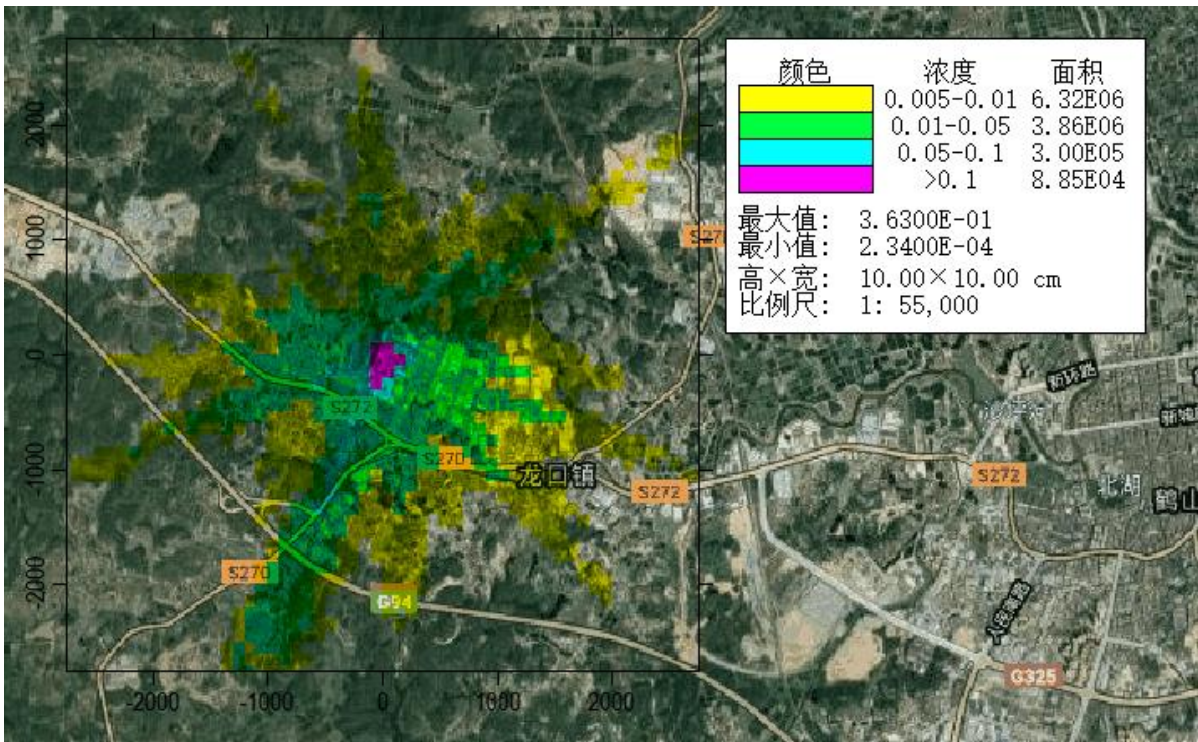 颜色 浓度 面积
0.005-0.01 6.32E06
0.01-0.05 3.86E06
0.05-0.1 3.00E05
>0.1 8.85E04
最大值: 3.6300E-01
最小值: 2.3400E-04
高×宽: 10.00×10.00 cm
比例尺: 1: 55,000
2000
1000
0
-1000
-2000
-2000 -1000 0 1000 2000
S272
S270
龙口镇
S272
S272
北湖
鹤山
S270
G94
G325